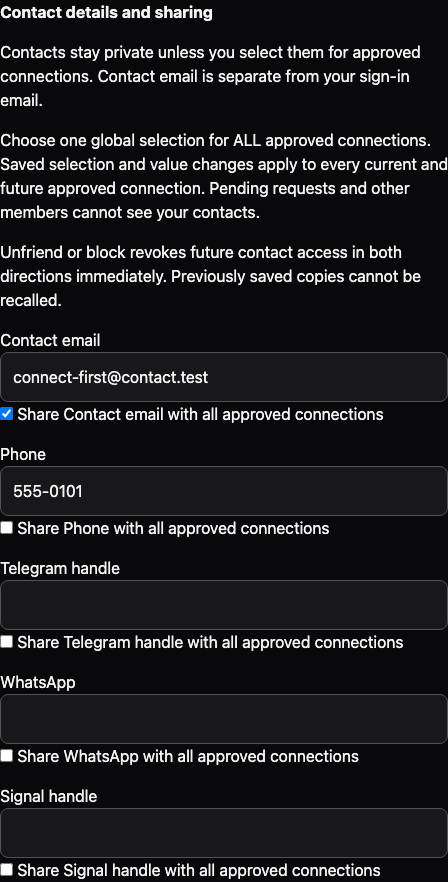 Contact details and sharing
Contacts stay private unless you select them for approved
connections. Contact email is separate from your sign-in
email.
Choose one global selection for ALL approved connections.
Saved selection and value changes apply to every current and
future approved connection. Pending requests and other
members cannot see your contacts.
Unfriend or block revokes future contact access in both
directions immediately. Previously saved copies cannot be
recalled.
Contact email
connect-first@contact.test
Share Contact email with all approved connections
Phone
555-0101
Share Phone with all approved connections
Telegram handle
Share Telegram handle with all approved connections
WhatsApp
Share WhatsApp with all approved connections
Signal handle
Share Signal handle with all approved connections